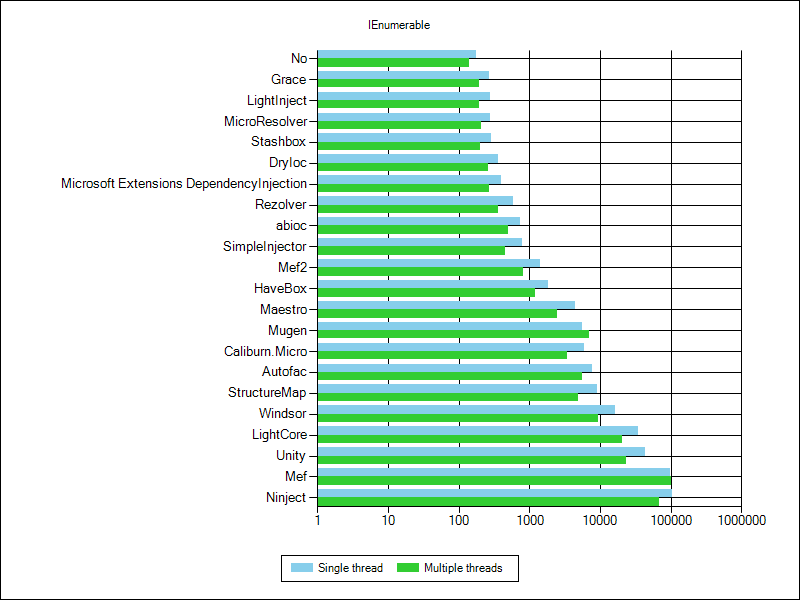 IEnumerable
No
Grace
LightInject
MicroResolver
Stashbox
DryIoc
Microsoft Extensions DependencyInjection
Rezolver
abioc
SimpleInjector
Mef2
HaveBox
Maestro
Mugen
Caliburn.Micro
Autofac
StructureMap
Windsor
LightCore
Unity
Mef
Ninject
1 10 100 1000 10000 100000 1000000
Single thread Multiple threads